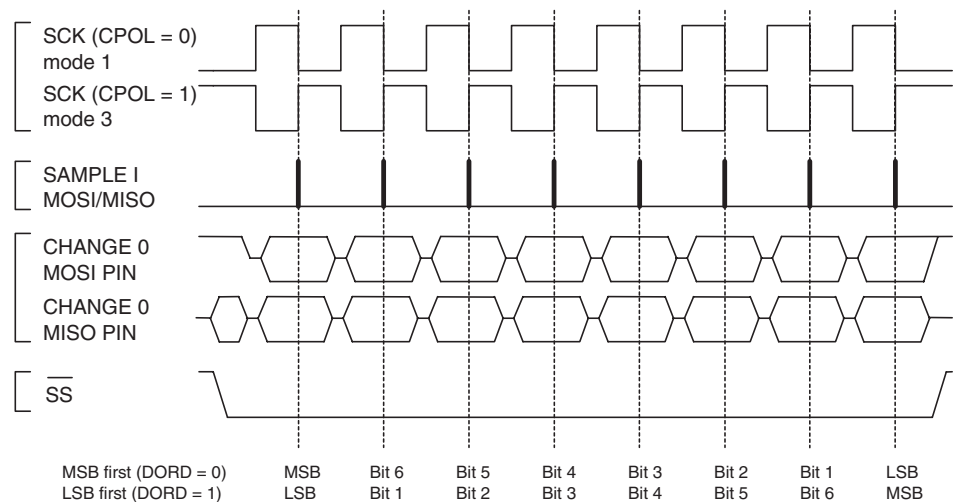 SCK (CPOL = 0)
mode 1
SCK (CPOL = 1)
mode 3
SAMPLE I
MOSI/MISO
CHANGE 0
MOSI PIN
CHANGE 0
MISO PIN
SS
MSB first (DORD = 0) MSB Bit 6 Bit 5 Bit 4 Bit 3 Bit 2 Bit 1 LSB
LSB first (DORD = 1) LSB Bit 1 Bit 2 Bit 3 Bit 4 Bit 5 Bit 6 MSB